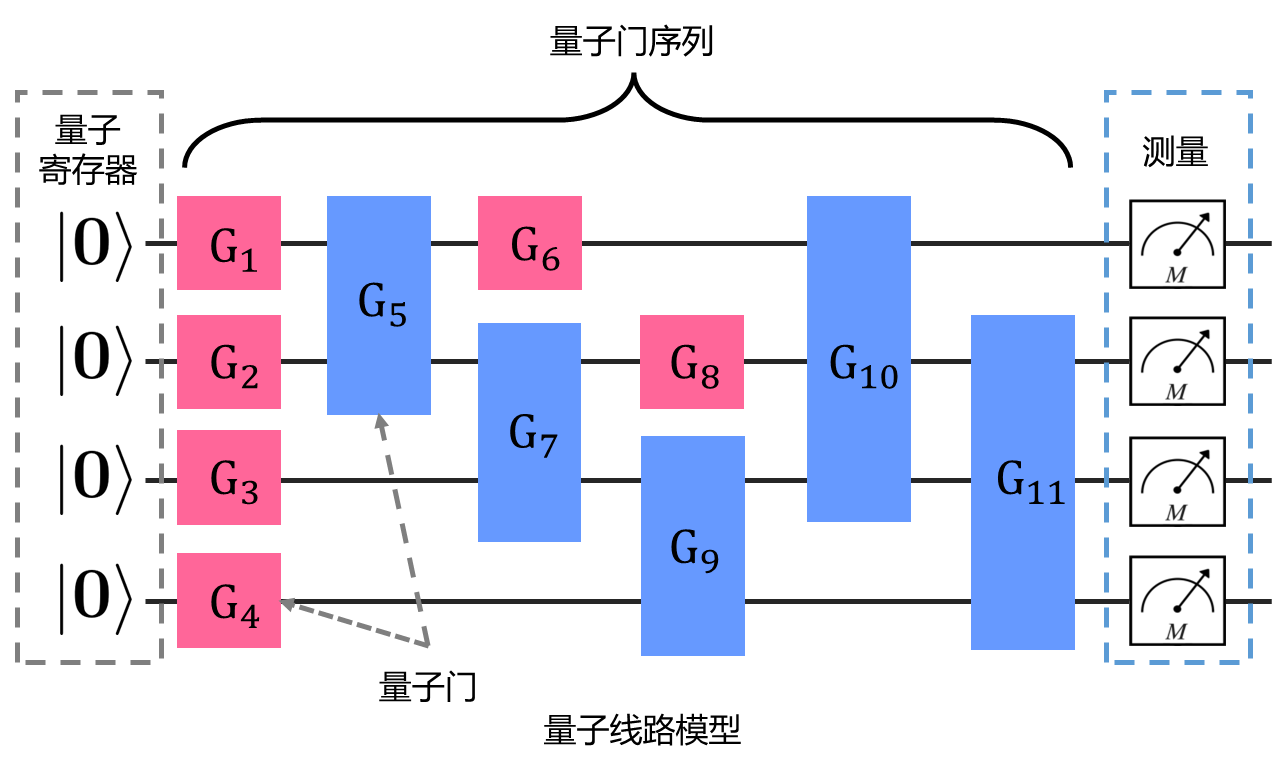 量子门序列
量子
寄存器
测量
|0⟩ G₁ G₅ G₆ G₁₀ M
|0⟩ G₂ G₇ G₈ M
|0⟩ G₃ G₁₁ M
|0⟩ G₄ G₉ M
量子门
量子线路模型